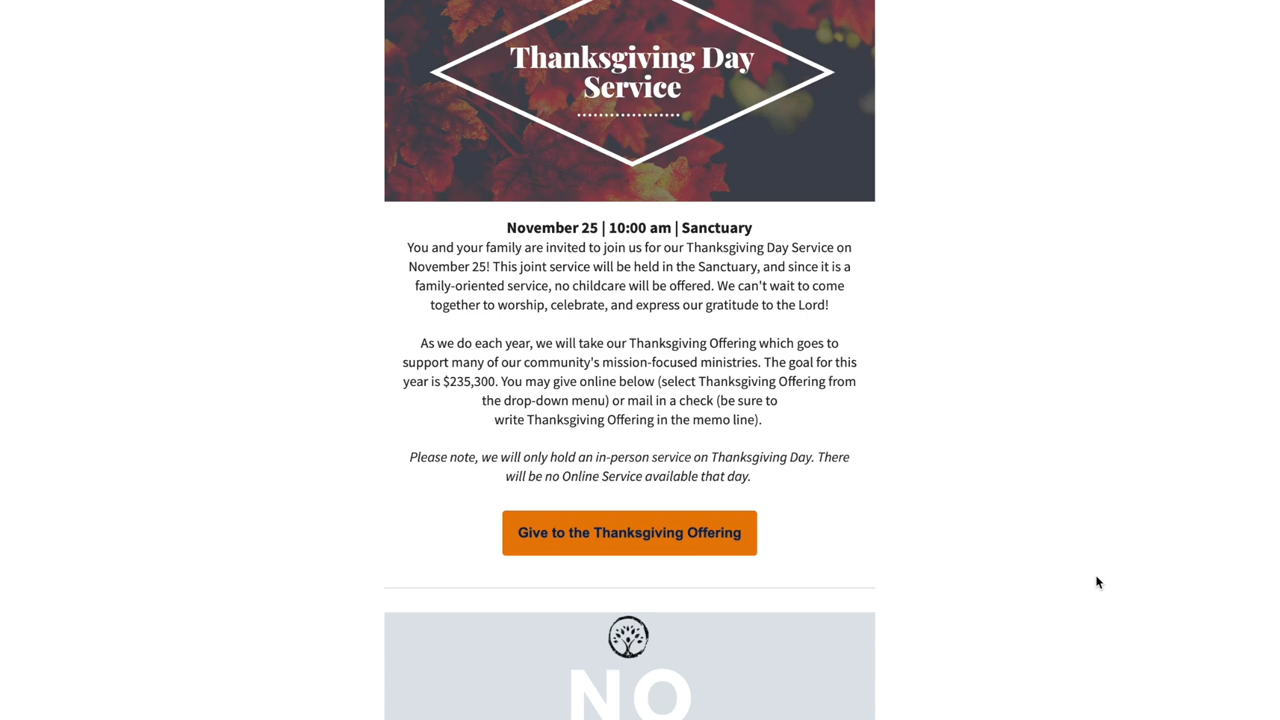 Thanksgiving Day
Service
November 25 | 10:00 am | Sanctuary
You and your family are invited to join us for our Thanksgiving Day Service on
November 25! This joint service will be held in the Sanctuary, and since it is a
family-oriented service, no childcare will be offered. We can't wait to come
together to worship, celebrate, and express our gratitude to the Lord!
As we do each year, we will take our Thanksgiving Offering which goes to
support many of our community's mission-focused ministries. The goal for this
year is $235,300. You may give online below (select Thanksgiving Offering from
the drop-down menu) or mail in a check (be sure to
write Thanksgiving Offering in the memo line).
Please note, we will only hold an in-person service on Thanksgiving Day. There
will be no Online Service available that day.
Give to the Thanksgiving Offering
NO